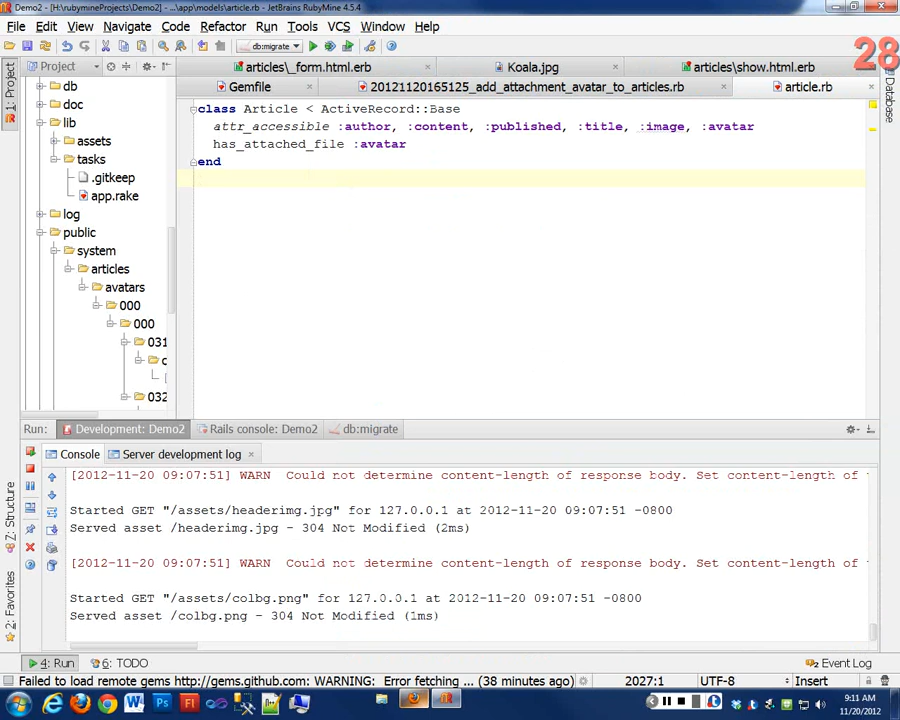 Demo2 - [H:\rubymineProjects\Demo2] - ...\app\models\article.rb - JetBrains RubyMine 4.5.4
File Edit View Navigate Code Refactor Run Tools VCS Window Help
db:migrate
28
Project
articles\_form.html.erb
Koala.jpg
articles\show.html.erb
Gemfile
20121120165125_add_attachment_avatar_to_articles.rb
article.rb
1: Project
Database
db
doc
lib
assets
tasks
.gitkeep
app.rake
log
public
system
articles
avatars
000
000
031
c
032
class Article < ActiveRecord::Base
attr_accessible :author, :content, :published, :title, :image, :avatar
has_attached_file :avatar
end
Run: Development: Demo2 Rails console: Demo2 db:migrate
Console Server development log
[2012-11-20 09:07:51] WARN Could not determine content-length of response body. Set content-length of
Started GET "/assets/headerimg.jpg" for 127.0.0.1 at 2012-11-20 09:07:51 -0800
Served asset /headerimg.jpg - 304 Not Modified (2ms)
[2012-11-20 09:07:51] WARN Could not determine content-length of response body. Set content-length of
Started GET "/assets/colbg.png" for 127.0.0.1 at 2012-11-20 09:07:51 -0800
Served asset /colbg.png - 304 Not Modified (1ms)
Z: Structure
2: Favorites
4: Run 6: TODO Event Log
Failed to load remote gems http://gems.github.com: WARNING: Error fetching ... (38 minutes ago) 2027:1 UTF-8 Insert
9:11 AM
11/20/2012